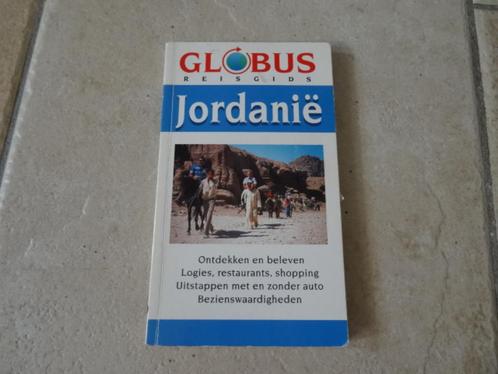 GLOBUS
REISGIDS
Jordanië
Ontdekken en beleven
Logies, restaurants, shopping
Uitstappen met en zonder auto
Bezienswaardigheden